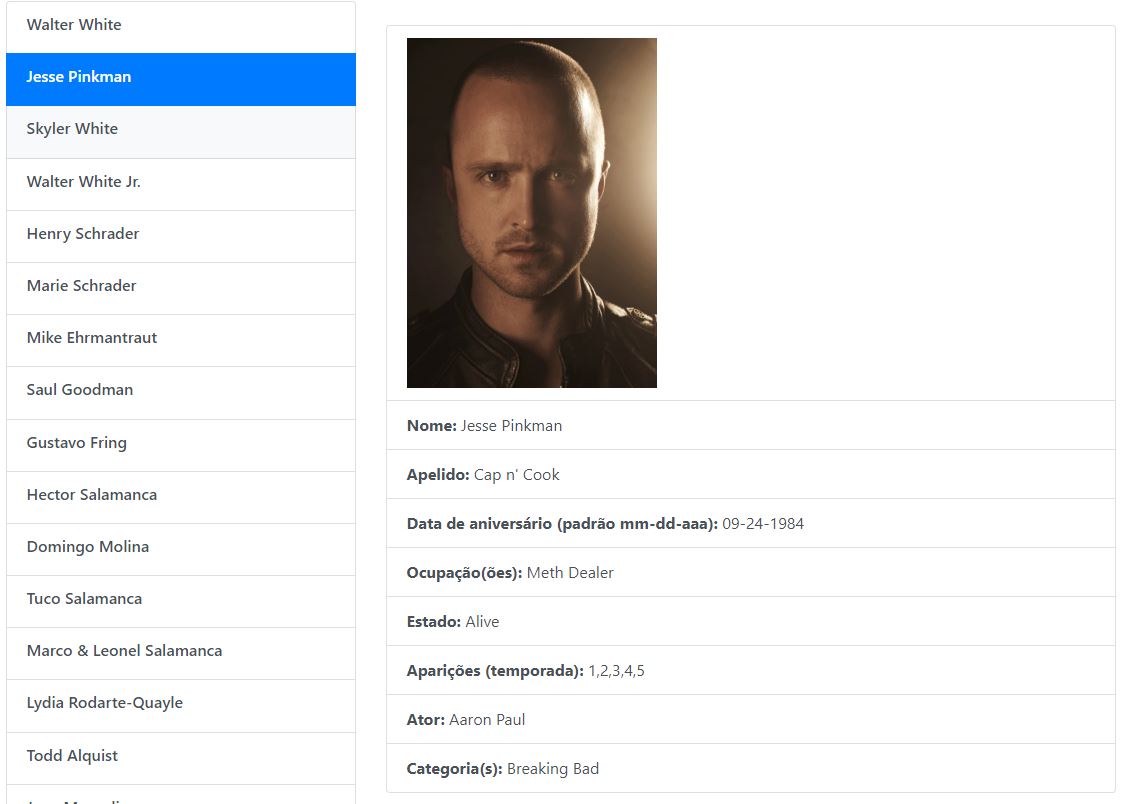 Walter White
Jesse Pinkman
Skyler White
Walter White Jr.
Henry Schrader
Marie Schrader
Mike Ehrmantraut
Saul Goodman
Gustavo Fring
Hector Salamanca
Domingo Molina
Tuco Salamanca
Marco & Leonel Salamanca
Lydia Rodarte-Quayle
Todd Alquist
Nome: Jesse Pinkman
Apelido: Cap n' Cook
Data de aniversário (padrão mm-dd-aaa): 09-24-1984
Ocupação(ões): Meth Dealer
Estado: Alive
Aparições (temporada): 1,2,3,4,5
Ator: Aaron Paul
Categoria(s): Breaking Bad